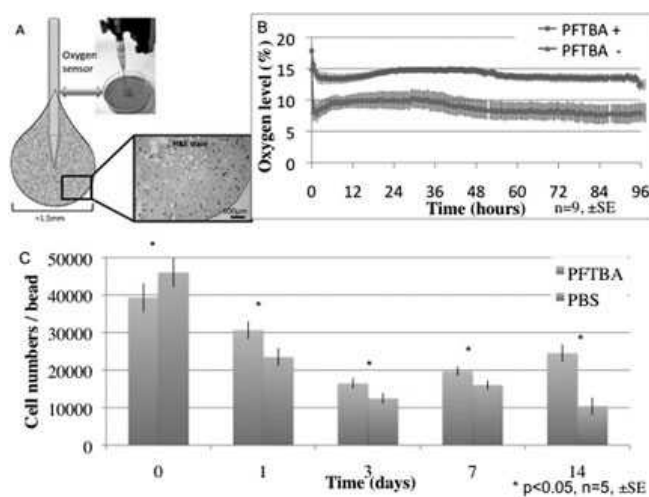 A
Oxygen
sensor
H&E stain
100µm
≈1.5mm
B
PFTBA +
PFTBA -
Oxygen level (%)
20
15
10
5
0
0 12 24 36 48 60 72 84 96
Time (hours)
n=9, ±SE
C
PFTBA
PBS
Cell numbers / bead
50000
40000
30000
20000
10000
0
*
*
*
*
*
0 1 3 7 14
Time (days)
* p<0.05, n=5, ±SE